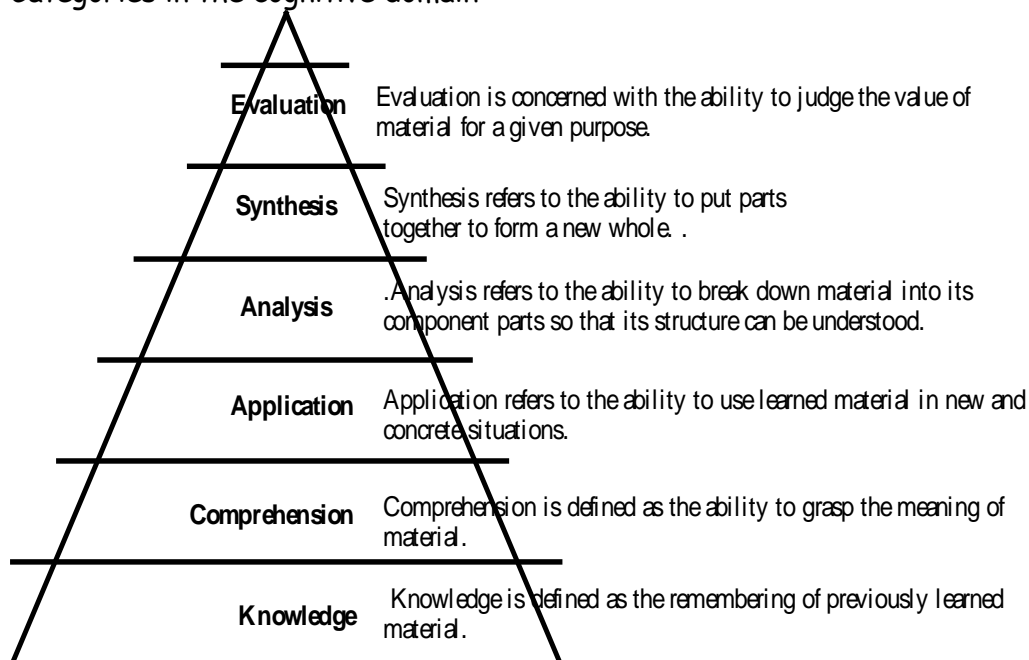 Categories in the cognitive domain
Evaluation
Evaluation is concerned with the ability to judge the value of
material for a given purpose.
Synthesis
Synthesis refers to the ability to put parts
together to form a new whole. .
Analysis
.Analysis refers to the ability to break down material into its
component parts so that its structure can be understood.
Application
Application refers to the ability to use learned material in new and
concrete situations.
Comprehension
Comprehension is defined as the ability to grasp the meaning of
material.
Knowledge
Knowledge is defined as the remembering of previously learned
material.